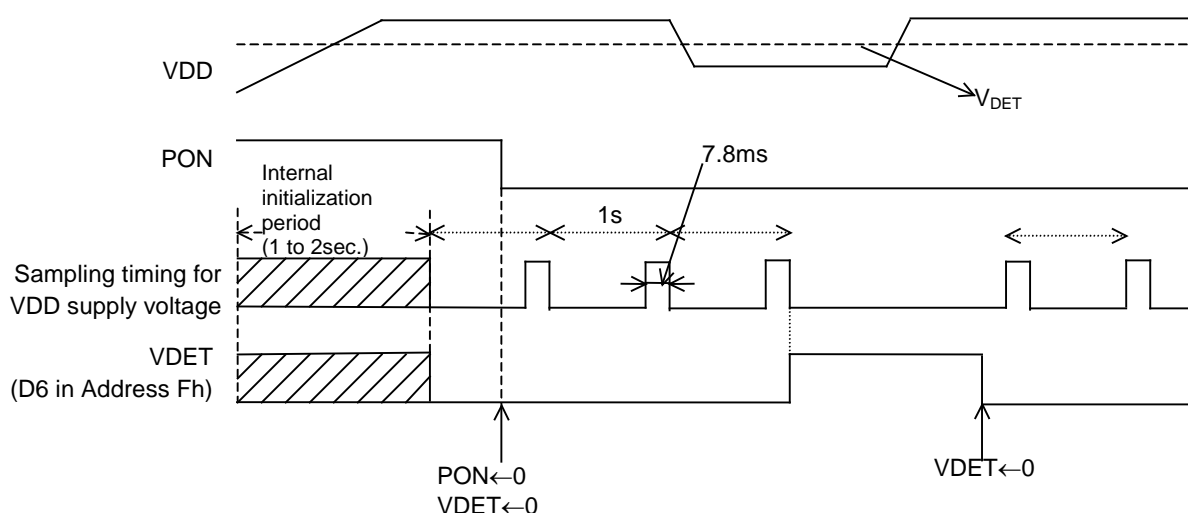 VDD
VDET
PON
7.8ms
Internal
initialization
period
(1 to 2sec.)
1s
Sampling timing for
VDD supply voltage
VDET
(D6 in Address Fh)
PON←0
VDET←0
VDET←0